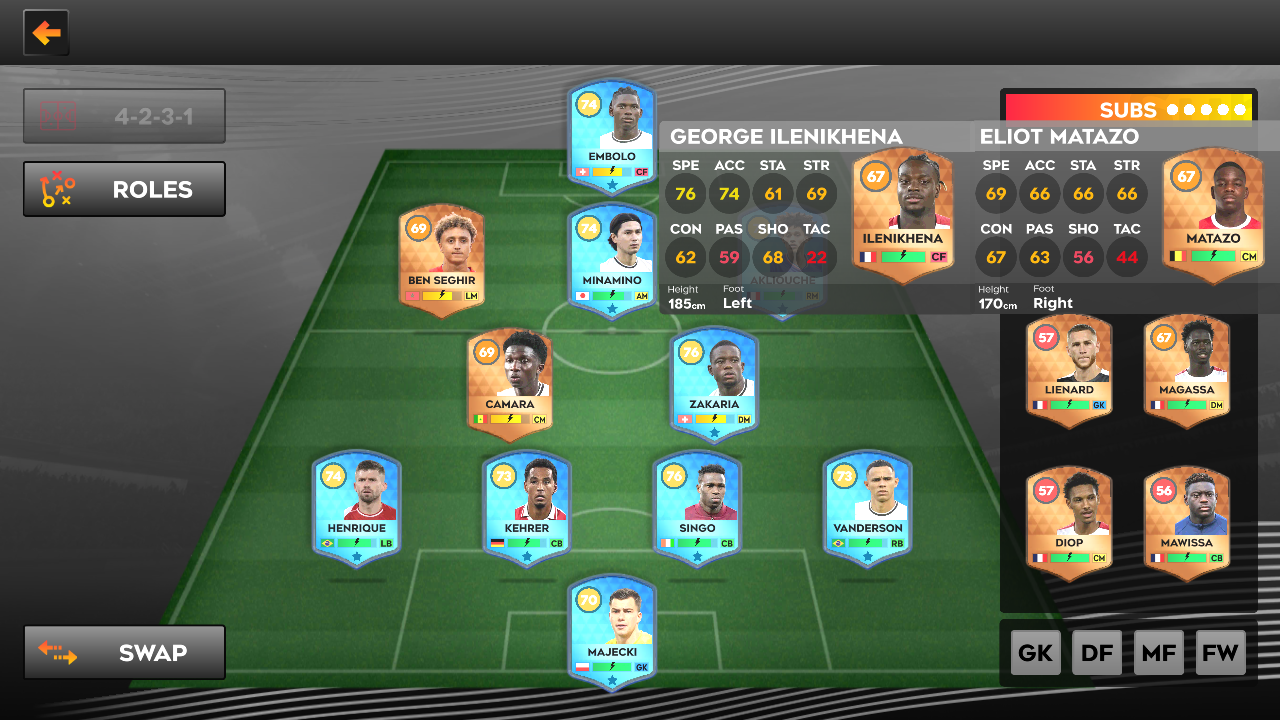 4-2-3-1
ROLES
SWAP
74
EMBOLO
CF
69
BEN SEGHIR
LM
74
MINAMINO
AM
AKLIOUCHE
RM
69
CAMARA
CM
76
ZAKARIA
DM
74
HENRIQUE
LB
73
KEHRER
CB
76
SINGO
CB
73
VANDERSON
RB
70
MAJECKI
GK
GEORGE ILENIKHENA
SPE ACC STA STR
76 74 61 69
CON PAS SHO TAC
62 59 68 22
Height Foot
185cm Left
67
ILENIKHENA
CF
SUBS
ELIOT MATAZO
SPE ACC STA STR
69 66 66 66
CON PAS SHO TAC
67 63 56 44
Height Foot
170cm Right
67
MATAZO
CM
57
LIENARD
GK
67
MAGASSA
DM
57
DIOP
CM
56
MAWISSA
CB
GK DF MF FW